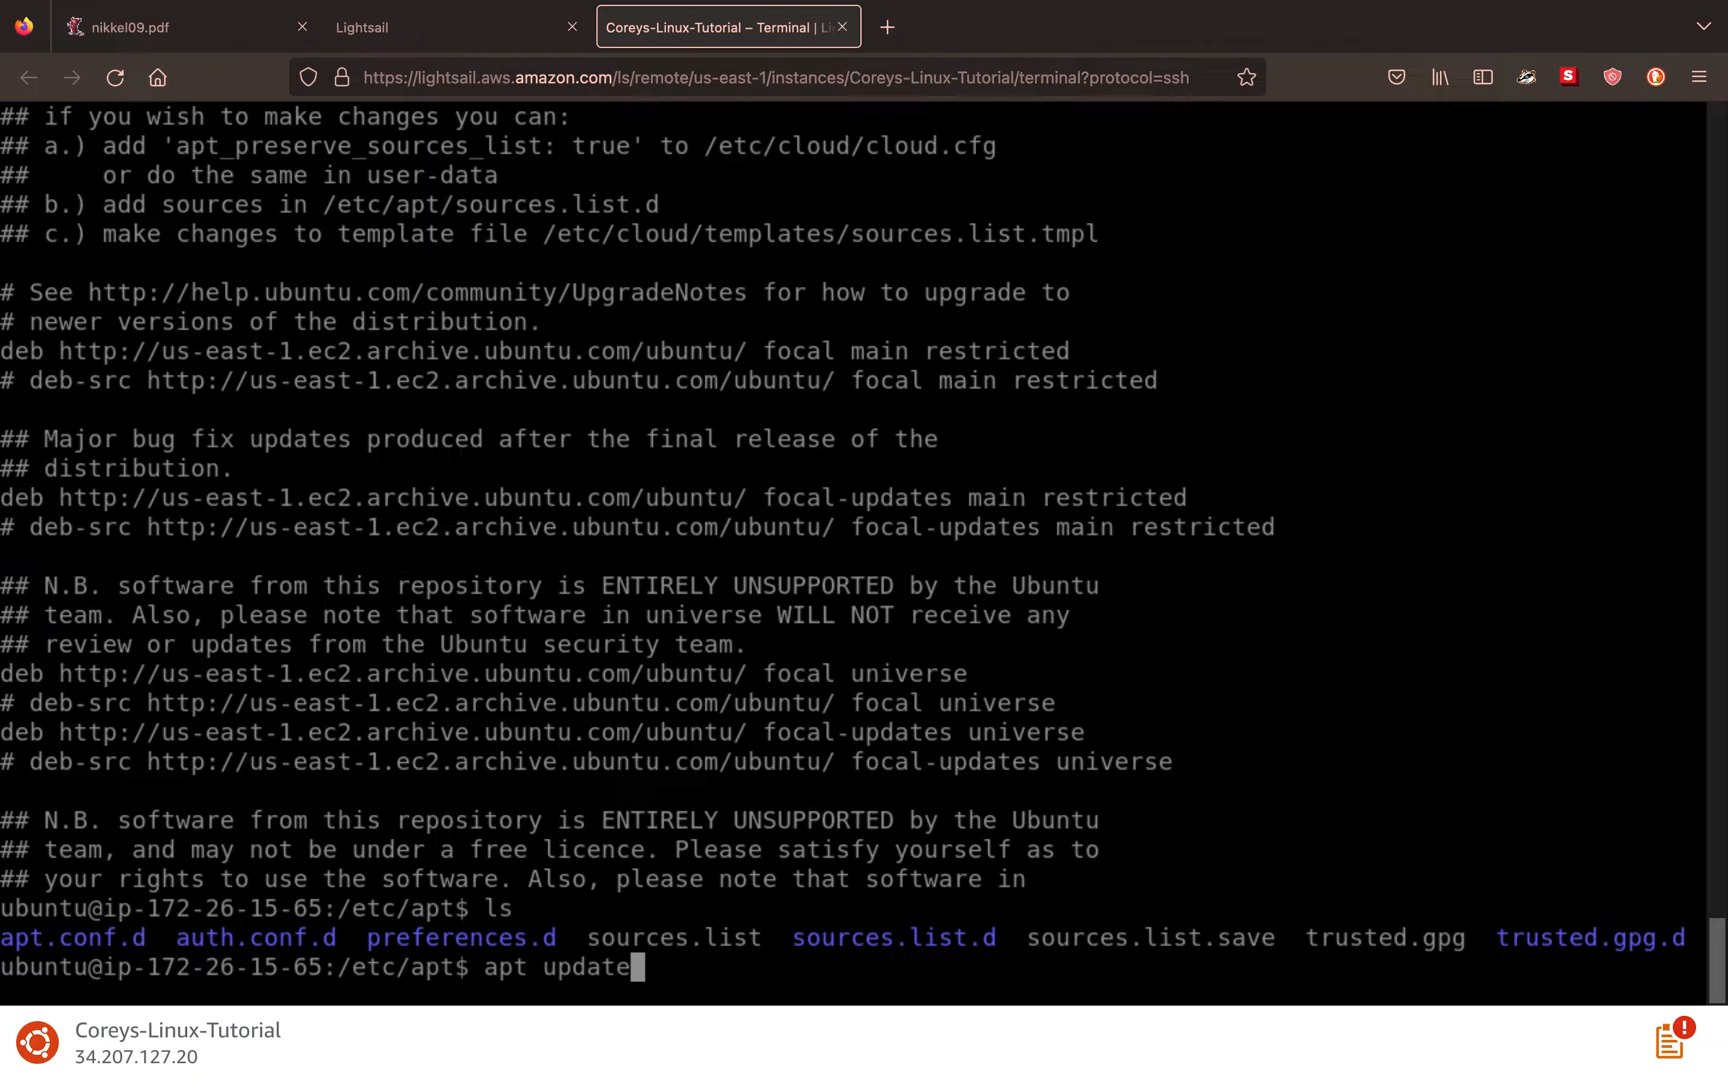 nikkel09.pdf
Lightsail
Coreys-Linux-Tutorial – Terminal | Li
https://lightsail.aws.amazon.com/ls/remote/us-east-1/instances/Coreys-Linux-Tutorial/terminal?protocol=ssh
S
## if you wish to make changes you can:
## a.) add 'apt_preserve_sources_list: true' to /etc/cloud/cloud.cfg
##     or do the same in user-data
## b.) add sources in /etc/apt/sources.list.d
## c.) make changes to template file /etc/cloud/templates/sources.list.tmpl
# See http://help.ubuntu.com/community/UpgradeNotes for how to upgrade to
# newer versions of the distribution.
deb http://us-east-1.ec2.archive.ubuntu.com/ubuntu/ focal main restricted
# deb-src http://us-east-1.ec2.archive.ubuntu.com/ubuntu/ focal main restricted
## Major bug fix updates produced after the final release of the
## distribution.
deb http://us-east-1.ec2.archive.ubuntu.com/ubuntu/ focal-updates main restricted
# deb-src http://us-east-1.ec2.archive.ubuntu.com/ubuntu/ focal-updates main restricted
## N.B. software from this repository is ENTIRELY UNSUPPORTED by the Ubuntu
## team. Also, please note that software in universe WILL NOT receive any
## review or updates from the Ubuntu security team.
deb http://us-east-1.ec2.archive.ubuntu.com/ubuntu/ focal universe
# deb-src http://us-east-1.ec2.archive.ubuntu.com/ubuntu/ focal universe
deb http://us-east-1.ec2.archive.ubuntu.com/ubuntu/ focal-updates universe
# deb-src http://us-east-1.ec2.archive.ubuntu.com/ubuntu/ focal-updates universe
## N.B. software from this repository is ENTIRELY UNSUPPORTED by the Ubuntu
## team, and may not be under a free licence. Please satisfy yourself as to
## your rights to use the software. Also, please note that software in
ubuntu@ip-172-26-15-65:/etc/apt$ ls
apt.conf.d  auth.conf.d  preferences.d  sources.list  sources.list.d  sources.list.save  trusted.gpg  trusted.gpg.d
ubuntu@ip-172-26-15-65:/etc/apt$ apt update
Coreys-Linux-Tutorial
34.207.127.20